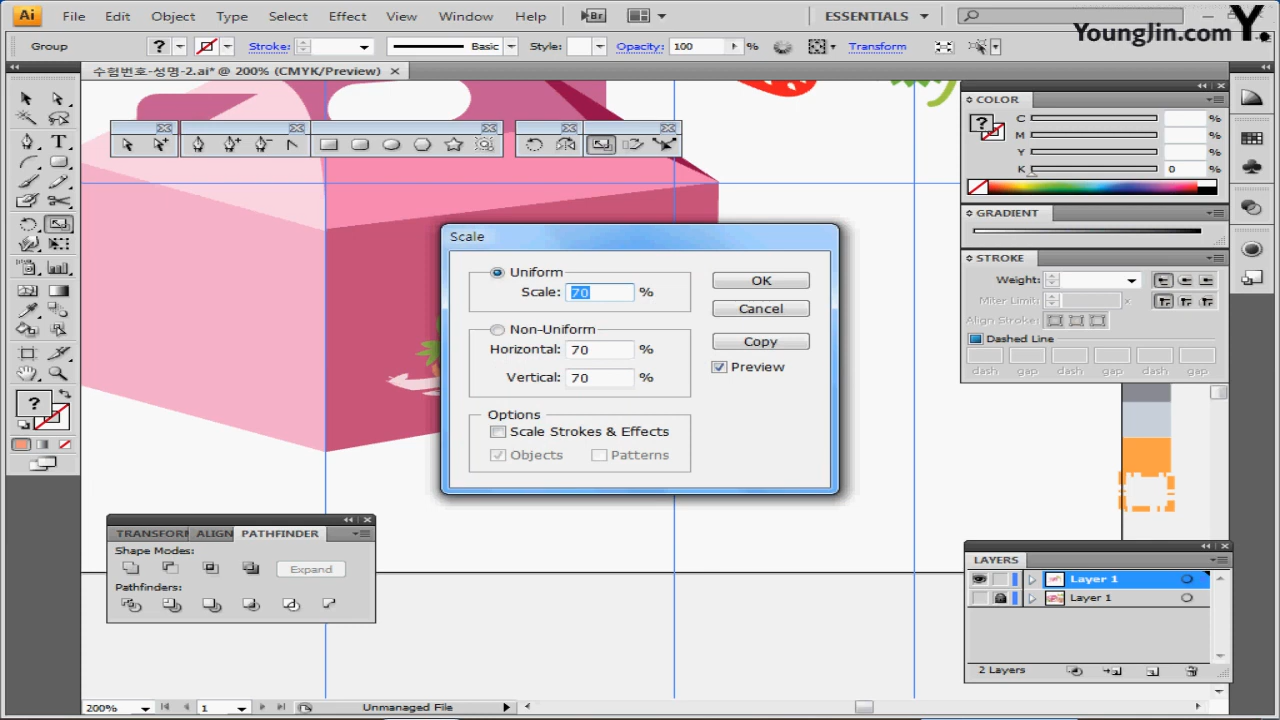 Ai File Edit Object Type Select Effect View Window Help Br ESSENTIALS
YoungJin.com Y.
Group ? Stroke: Basic Style: Opacity: 100 % Transform
수험번호-성명-2.ai* @ 200% (CMYK/Preview) ×
COLOR
? C %
M %
Y %
K 0 %
GRADIENT
STROKE
Weight:
Miter Limit: x
Align Stroke:
Dashed Line
dash gap dash gap dash gap
T
?
Scale
Uniform
Scale: 70 %
Non-Uniform
Horizontal: 70 %
Vertical: 70 %
Options
Scale Strokes & Effects
Objects Patterns
OK
Cancel
Copy
Preview
TRANSFORM ALIGN PATHFINDER
Shape Modes:
Expand
Pathfinders:
LAYERS
Layer 1
Layer 1
2 Layers
200% 1 Unmanaged File